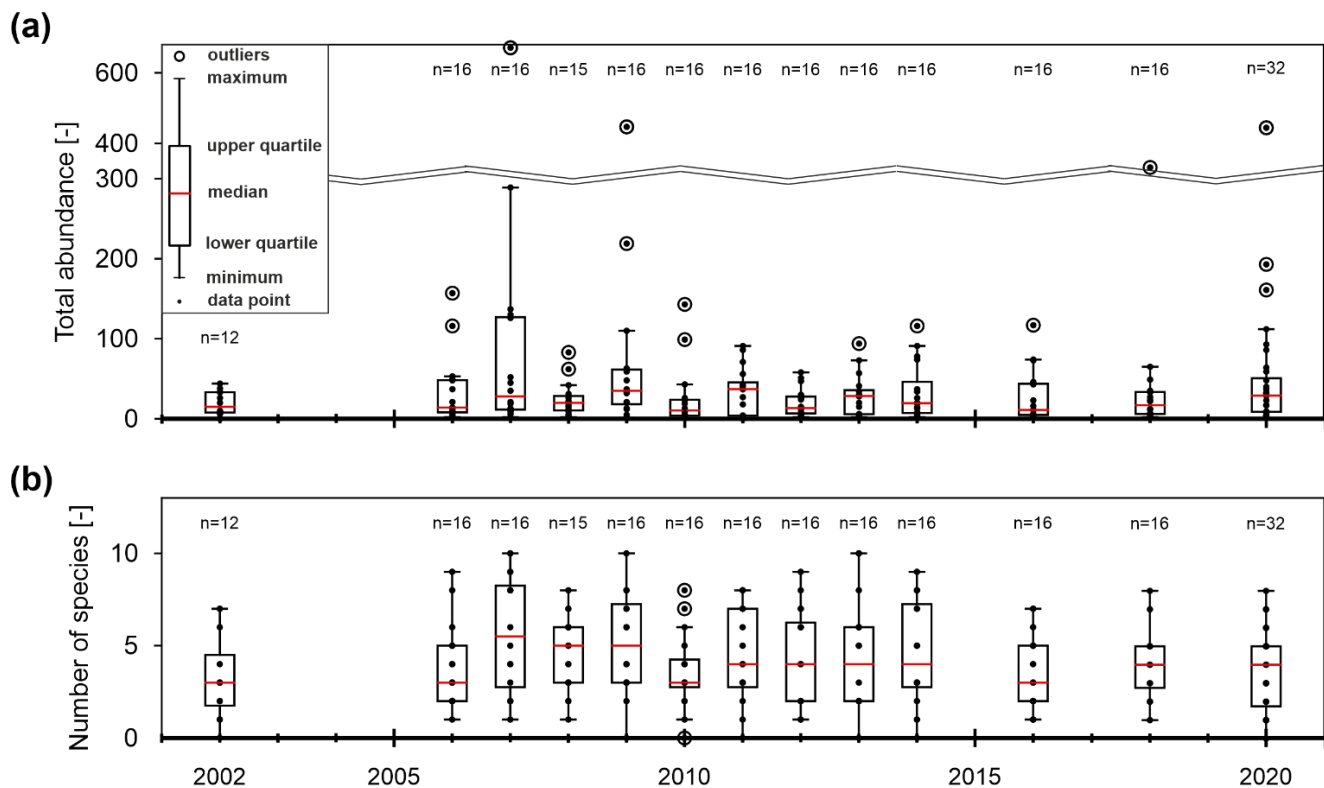 (a)
outliers
maximum
upper quartile
median
lower quartile
minimum
data point
Total abundance [-]
600
400
300
200
100
0
n=12
n=16
n=16
n=15
n=16
n=16
n=16
n=16
n=16
n=16
n=16
n=16
n=32
(b)
Number of species [-]
10
5
0
n=12
n=16
n=16
n=15
n=16
n=16
n=16
n=16
n=16
n=16
n=16
n=16
n=32
2002
2005
2010
2015
2020